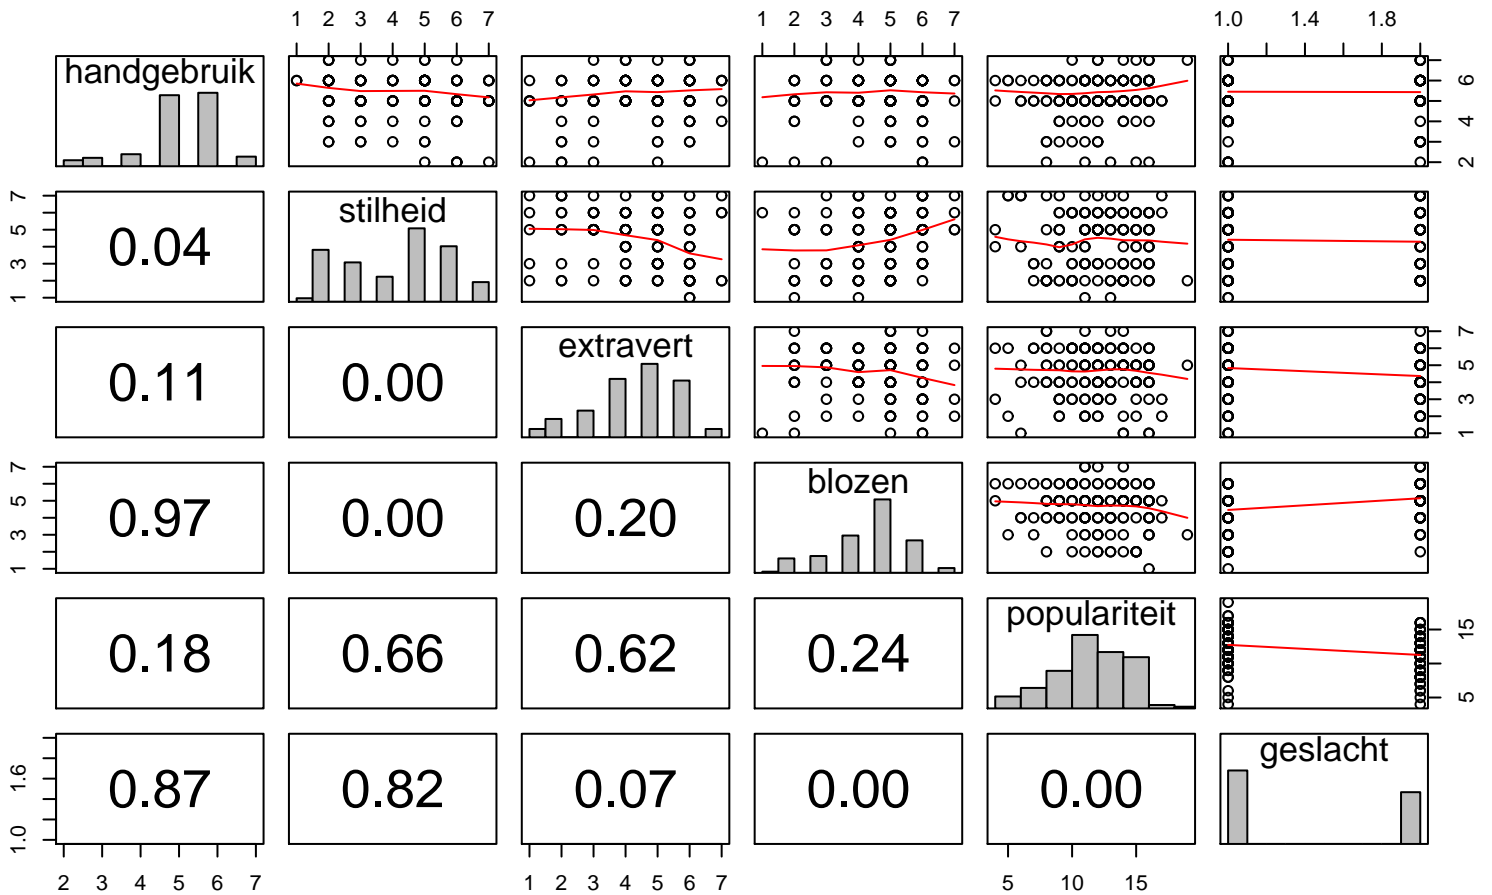 1 2 3 4 5 6 7 1 2 3 4 5 6 7 1.0 1.4 1.8
handgebruik 2 4 6
1 3 5 7 0.04 stilheid
0.11 0.00 extravert 1 3 5 7
1 3 5 7 0.97 0.00 0.20 blozen
0.18 0.66 0.62 0.24 populariteit 5 15
1.0 1.6 0.87 0.82 0.07 0.00 0.00 geslacht
2 3 4 5 6 7 1 2 3 4 5 6 7 5 10 15